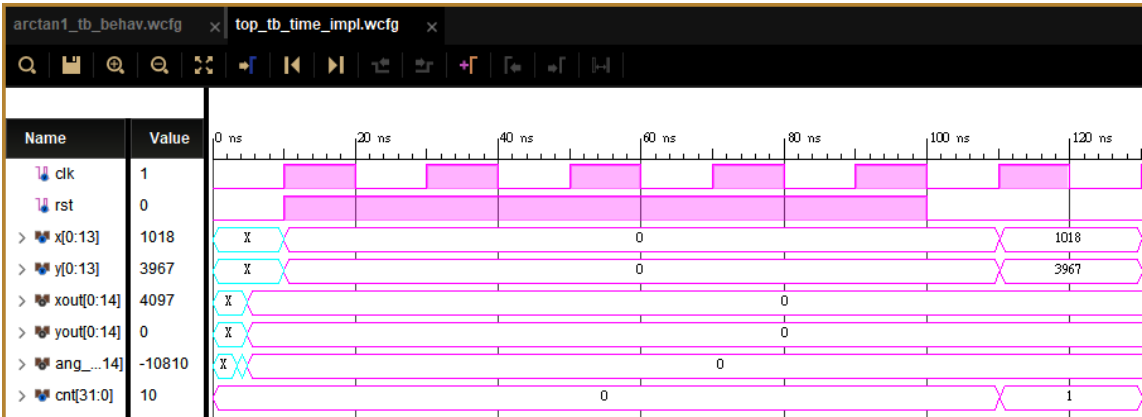 arctan1_tb_behav.wcfg × top_tb_time_impl.wcfg ×
Name Value 0 ns 20 ns 40 ns 60 ns 80 ns 100 ns 120 ns
clk 1
rst 0
> x[0:13] 1018 X 0 1018
> y[0:13] 3967 X 0 3967
> xout[0:14] 4097 X 0
> yout[0:14] 0 X 0
> ang_...14] -10810 X 0
> cnt[31:0] 10 0 1